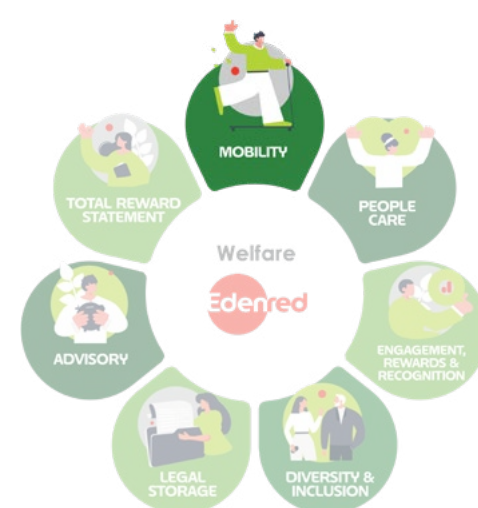 MOBILITY
PEOPLE
CARE
ENGAGEMENT,
REWARDS &
RECOGNITION
DIVERSITY &
INCLUSION
LEGAL
STORAGE
ADVISORY
TOTAL REWARD
STATEMENT
Welfare
Edenred